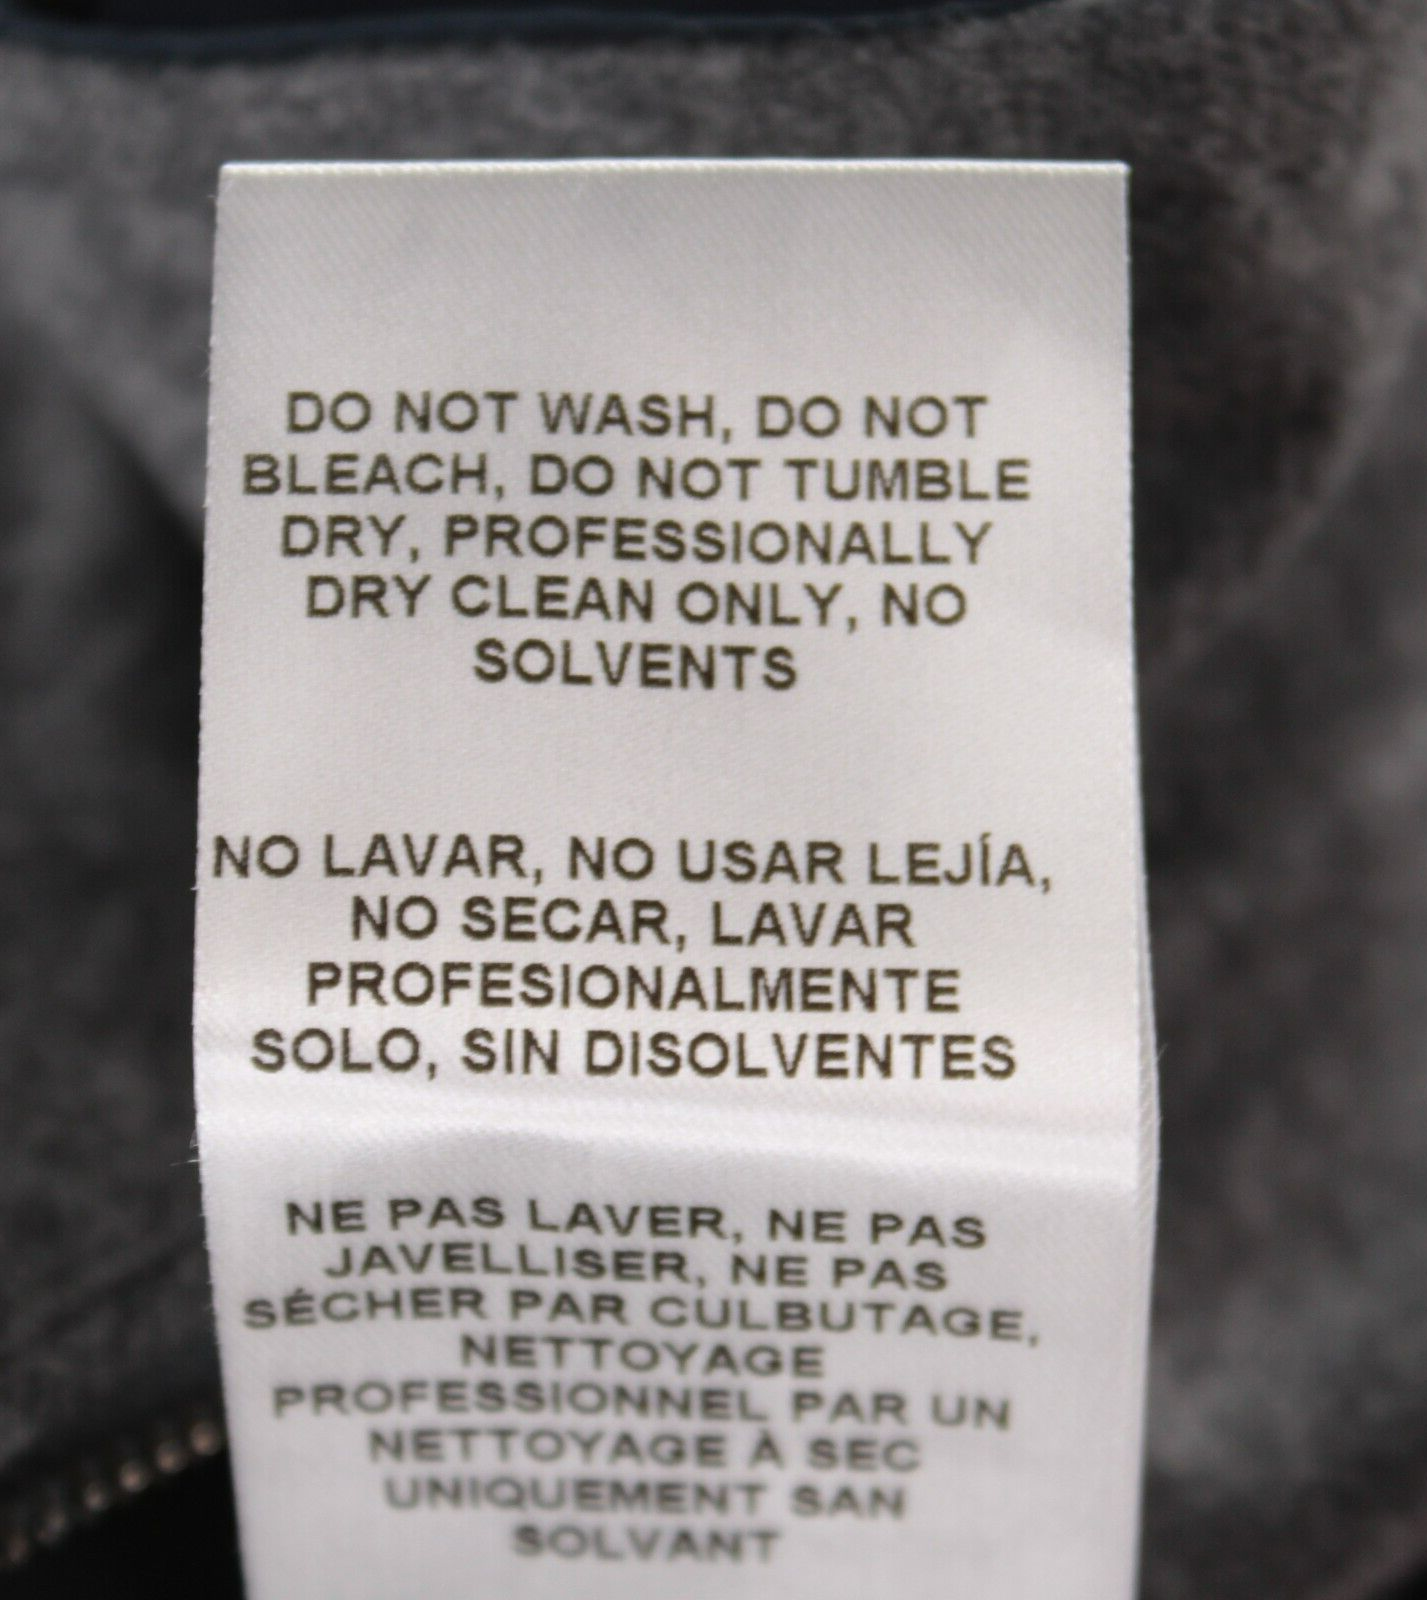 DO NOT WASH, DO NOT
BLEACH, DO NOT TUMBLE
DRY, PROFESSIONALLY
DRY CLEAN ONLY, NO
SOLVENTS
NO LAVAR, NO USAR LEJÍA,
NO SECAR, LAVAR
PROFESIONALMENTE
SOLO, SIN DISOLVENTES
NE PAS LAVER, NE PAS
JAVELLISER, NE PAS
SÉCHER PAR CULBUTAGE,
NETTOYAGE
PROFESSIONNEL PAR UN
NETTOYAGE À SEC
UNIQUEMENT SAN
SOLVANT